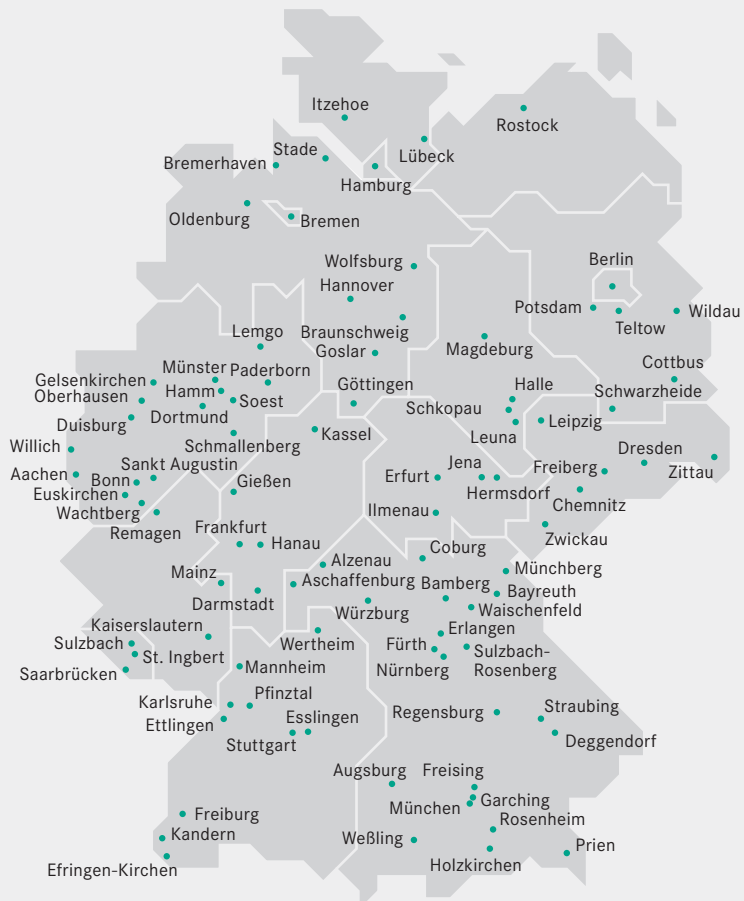 Itzehoe
Rostock
Stade
Lübeck
Bremerhaven
Hamburg
Oldenburg
Bremen
Berlin
Wolfsburg
Hannover
Potsdam
Wildau
Teltow
Lemgo
Braunschweig
Magdeburg
Goslar
Münster
Paderborn
Cottbus
Gelsenkirchen
Göttingen
Halle
Hamm
Schwarzheide
Oberhausen
Soest
Schkopau
Dortmund
Leipzig
Duisburg
Kassel
Leuna
Schmallenberg
Willich
Dresden
Sankt Augustin
Jena
Freiberg
Zittau
Aachen
Bonn
Gießen
Erfurt
Euskirchen
Hermsdorf
Chemnitz
Wachtberg
Ilmenau
Remagen
Frankfurt
Zwickau
Hanau
Coburg
Alzenau
Münchberg
Mainz
Aschaffenburg
Bamberg
Bayreuth
Darmstadt
Würzburg
Waischenfeld
Kaiserslautern
Erlangen
Sulzbach
Wertheim
Fürth
Sulzbach-
Rosenberg
St. Ingbert
Nürnberg
Saarbrücken
Mannheim
Karlsruhe
Pfinztal
Straubing
Regensburg
Ettlingen
Esslingen
Deggendorf
Stuttgart
Augsburg
Freising
Garching
München
Freiburg
Rosenheim
Kandern
Weßling
Prien
Holzkirchen
Efringen-Kirchen